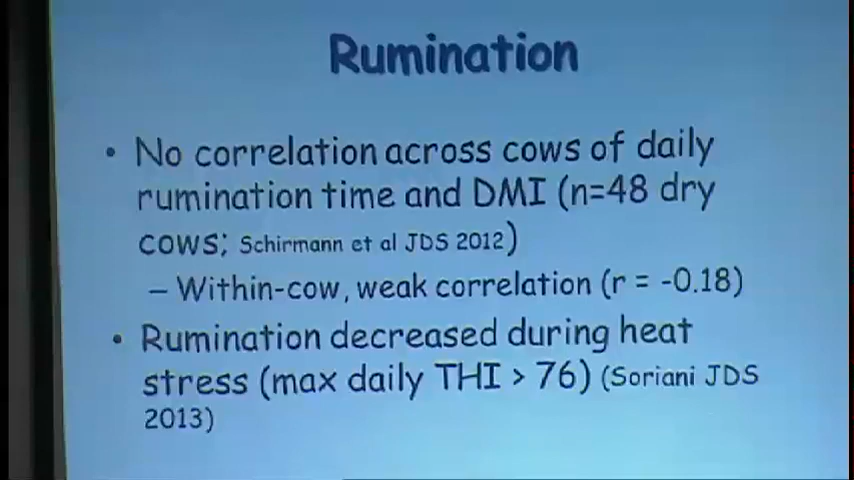 Rumination
• No correlation across cows of daily
rumination time and DMI (n=48 dry
cows; Schirmann et al JDS 2012)
– Within-cow, weak correlation (r = -0.18)
• Rumination decreased during heat
stress (max daily THI > 76) (Soriani JDS
2013)